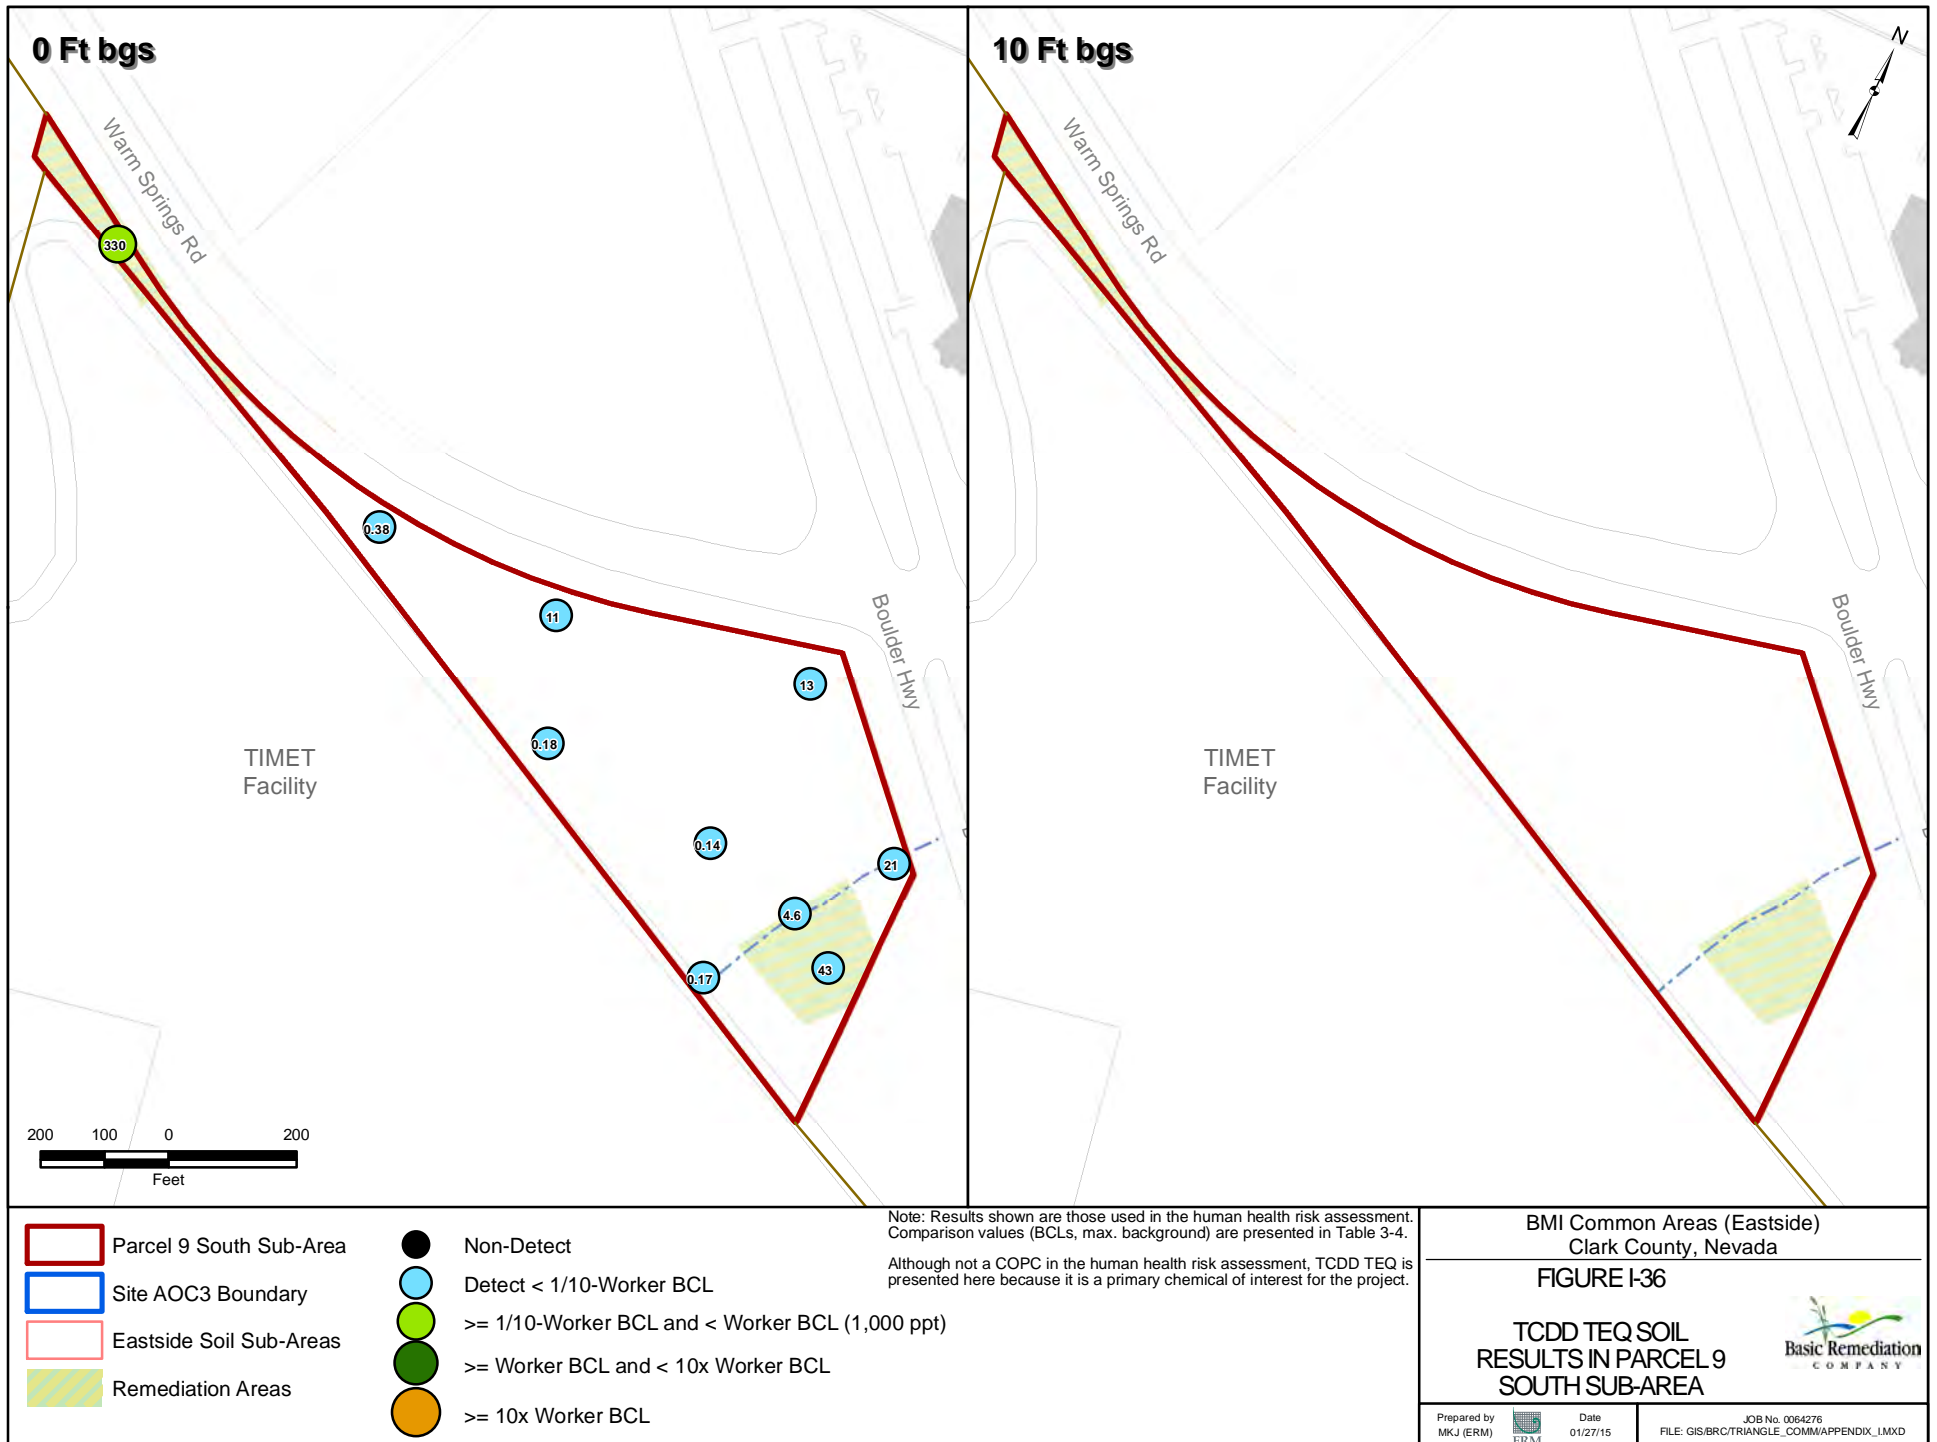 0 Ft bgs
Warm Springs Rd
330
0.38
11
13
Boulder Hwy
0.18
TIMET
Facility
0.14
21
4.6
43
0.17
200 100 0 200
Feet
10 Ft bgs
N
Warm Springs Rd
Boulder Hwy
TIMET
Facility
Parcel 9 South Sub-Area
Site AOC3 Boundary
Eastside Soil Sub-Areas
Remediation Areas
Non-Detect
Detect < 1/10-Worker BCL
>= 1/10-Worker BCL and < Worker BCL (1,000 ppt)
>= Worker BCL and < 10x Worker BCL
>= 10x Worker BCL
Note: Results shown are those used in the human health risk assessment.
Comparison values (BCLs, max. background) are presented in Table 3-4.
Although not a COPC in the human health risk assessment, TCDD TEQ is
presented here because it is a primary chemical of interest for the project.
BMI Common Areas (Eastside)
Clark County, Nevada
FIGURE I-36
TCDD TEQ SOIL
RESULTS IN PARCEL 9
SOUTH SUB-AREA
Basic Remediation
COMPANY
Prepared by
MKJ (ERM)
ERM
Date
01/27/15
JOB No. 0064276
FILE: GIS/BRC/TRIANGLE_COMM/APPENDIX_I.MXD